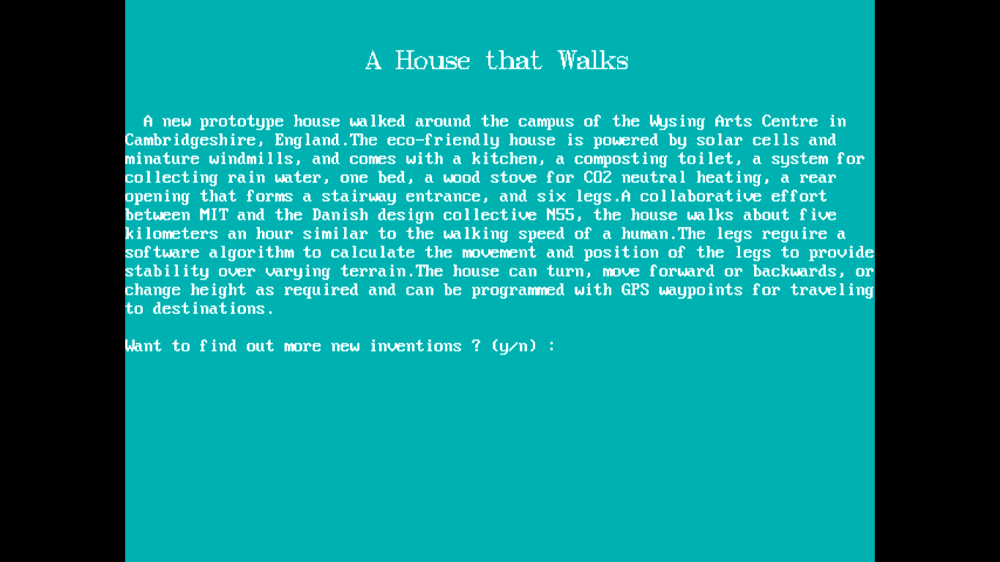 A House that Walks
A new prototype house walked around the campus of the Wysing Arts Centre in
Cambridgeshire, England.The eco-friendly house is powered by solar cells and
minature windmills, and comes with a kitchen, a composting toilet, a system for
collecting rain water, one bed, a wood stove for CO2 neutral heating, a rear
opening that forms a stairway entrance, and six legs.A collaborative effort
between MIT and the Danish design collective N55, the house walks about five
kilometers an hour similar to the walking speed of a human.The legs reguire a
software algorithm to calculate the movement and position of the legs to provide
stability over varying terrain.The house can turn, move forward or backwards, or
change height as required and can be programmed with GPS waypoints for traveling
to destinations.
Want to find out more new inventions ? (y/n) :